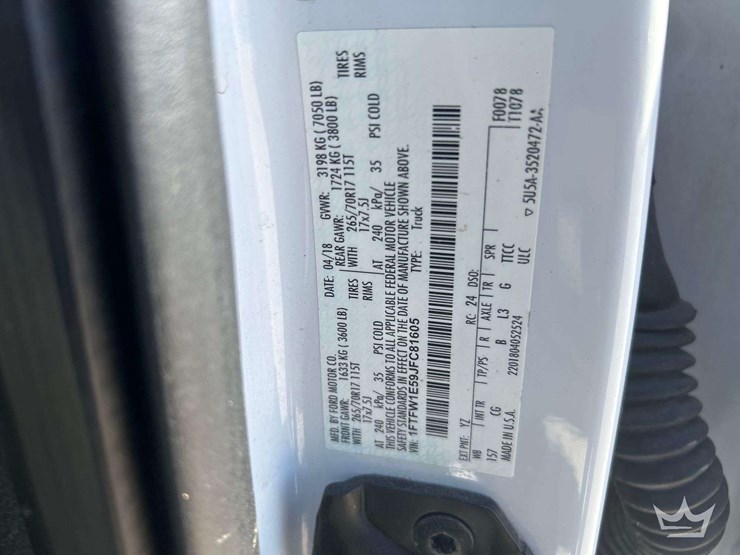 MFD. BY FORD MOTOR CO.
DATE: 04/18 GVWR: 3198 KG ( 7050 LB)
FRONT GAWR: 1633 KG ( 3600 LB) REAR GAWR: 1724 KG ( 3800 LB)
WITH 265/70R17 115T TIRES WITH 265/70R17 115T TIRES
17x7.5J RIMS 17x7.5J RIMS
AT 240 kPa/ 35 PSI COLD AT 240 kPa/ 35 PSI COLD
THIS VEHICLE CONFORMS TO ALL APPLICABLE FEDERAL MOTOR VEHICLE
SAFETY STANDARDS IN EFFECT ON THE DATE OF MANUFACTURE SHOWN ABOVE.
VIN: 1FTFW1E59JFC81605 TYPE: Truck
F0078
T1078
EXT PNT: YZ RC: 24 DSO:
WB INT TR TP/PS R AXLE TR SPR
157 CG B L3 G TTCC
ULC
MADE IN U.S.A. 2201804052524
▽ 5U5A-3520472-AA